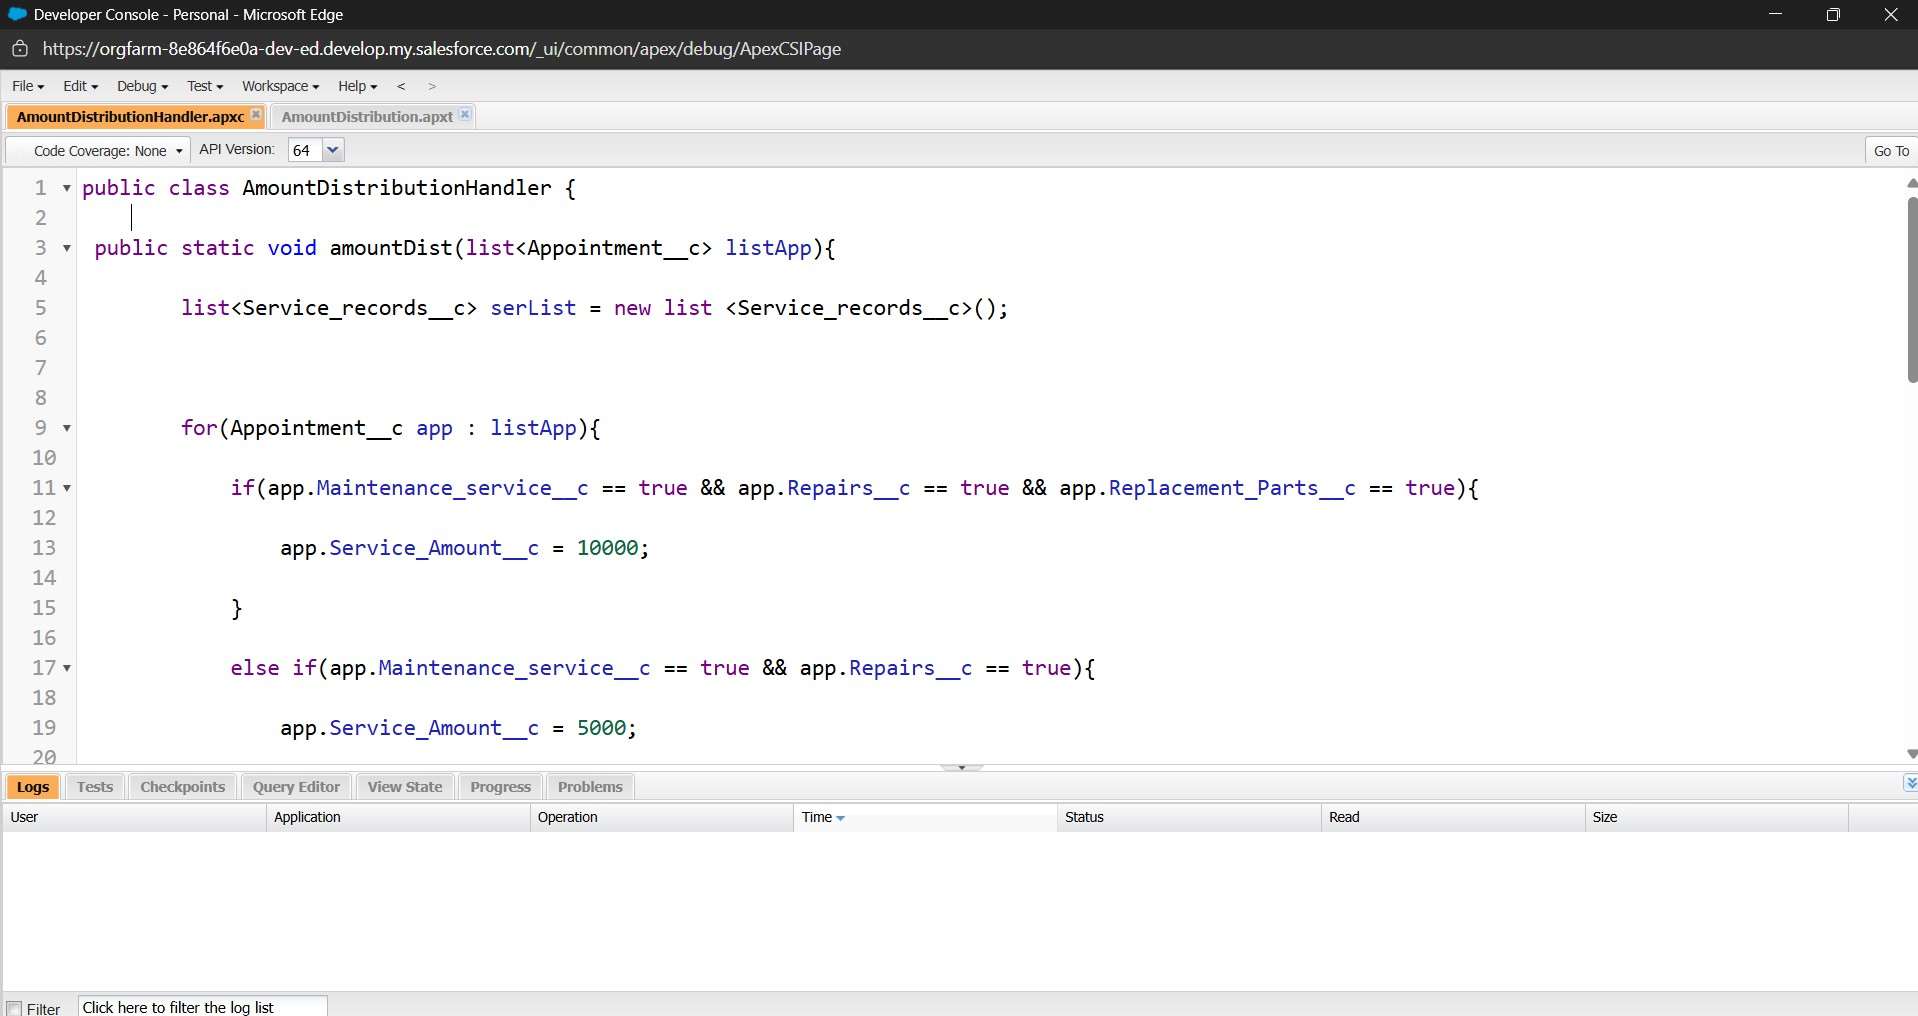 Developer Console - Personal - Microsoft Edge
https://orgfarm-8e864f6e0a-dev-ed.develop.my.salesforce.com/_ui/common/apex/debug/ApexCSIPage
File Edit Debug Test Workspace Help < >
AmountDistributionHandler.apxc AmountDistribution.apxt
Code Coverage: None API Version: 64 Go To
1 public class AmountDistributionHandler {
2
3 public static void amountDist(list<Appointment__c> listApp){
4
5 list<Service_records__c> serList = new list <Service_records__c>();
6
7
8
9 for(Appointment__c app : listApp){
10
11 if(app.Maintenance_service__c == true && app.Repairs__c == true && app.Replacement_Parts__c == true){
12
13 app.Service_Amount__c = 10000;
14
15 }
16
17 else if(app.Maintenance_service__c == true && app.Repairs__c == true){
18
19 app.Service_Amount__c = 5000;
20
Logs Tests Checkpoints Query Editor View State Progress Problems
User Application Operation Time Status Read Size
Filter Click here to filter the log list